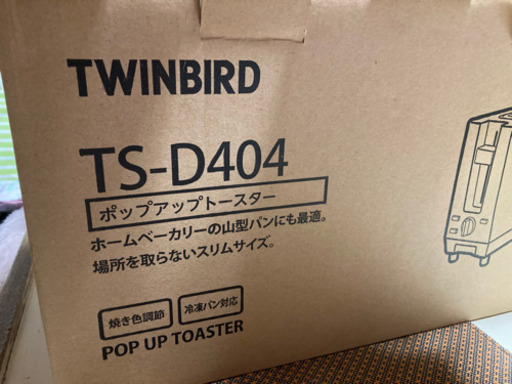 TWINBIRD
TS-D404
ポップアップトースター
ホームベーカリーの山型パンにも最適。
場所を取らないスリムサイズ。
焼き色調節
冷凍パン対応
POP UP TOASTER